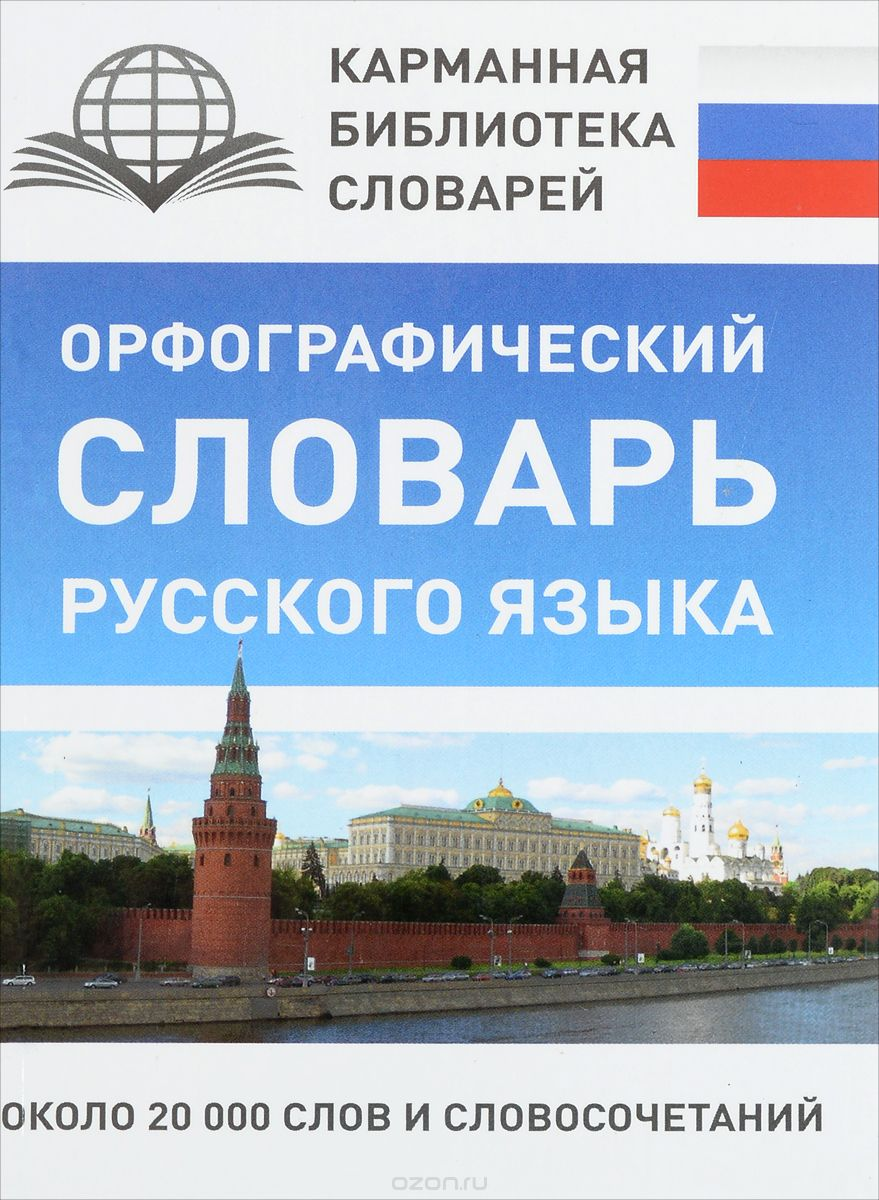 КАРМАННАЯ
БИБЛИОТЕКА
СЛОВАРЕЙ
ОРФОГРАФИЧЕСКИЙ
СЛОВАРЬ
РУССКОГО ЯЗЫКА
ОКОЛО 20 000 СЛОВ И СЛОВОСОЧЕТАНИЙ
ozon.ru